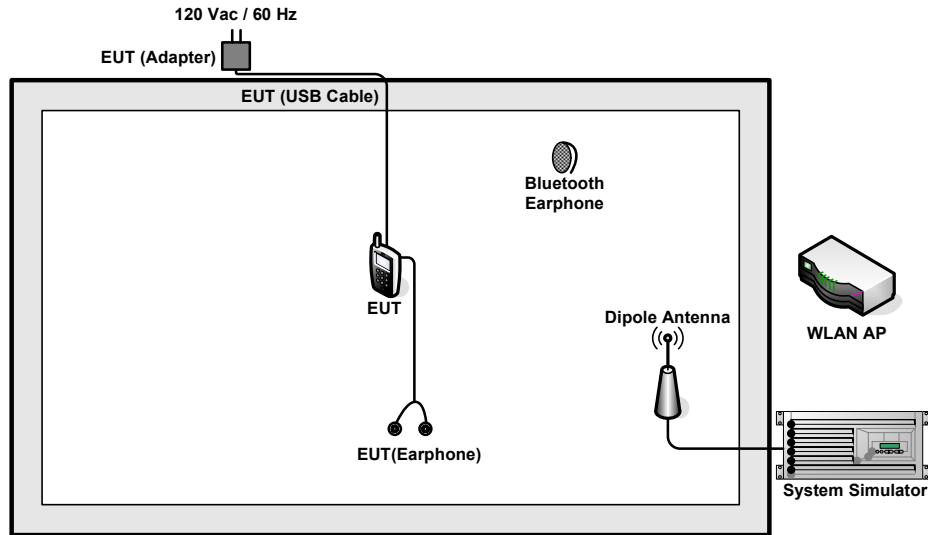 120 Vac / 60 Hz
EUT (Adapter)
EUT (USB Cable)
Bluetooth
Earphone
EUT
Dipole Antenna
WLAN AP
EUT(Earphone)
System Simulator